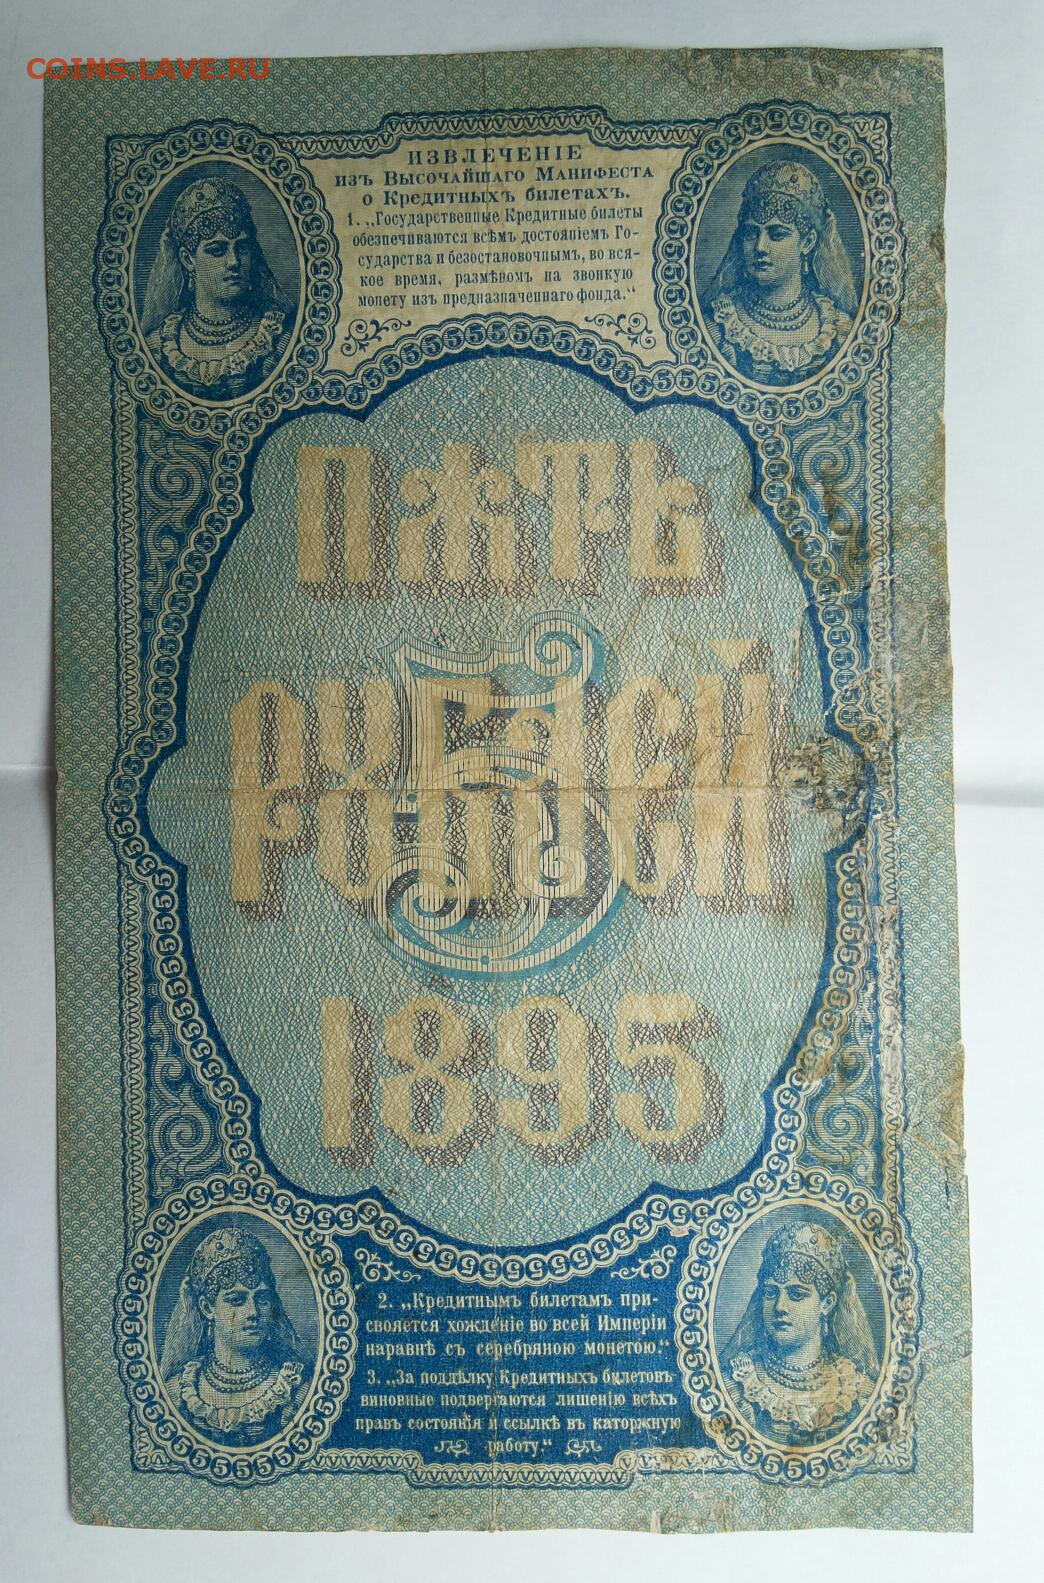 COINS.LAVE.RU
ИЗВЛЕЧЕНІЕ
изъ Высочайшаго Манифеста
о Кредитныхъ билетахъ.
1. „Государственные Кредитные билеты
обезпечиваются всѣмъ достояніемъ Го-
сударства и безостановочнымъ, во вся-
кое время, размѣномъ на звонкую
монету изъ предназначеннаго фонда.“
ПѦТЬ
РУБЛЕЙ
5
1895
2. „Кредитнымъ билетамъ при-
свояется хожденіе во всей Имперіи
наравнѣ съ серебряною монетою.“
3. „За поддѣлку Кредитныхъ билетовъ
виновные подвергаются лишенію всѣхъ
правъ состоянія и ссылкѣ въ каторжную
работу.“